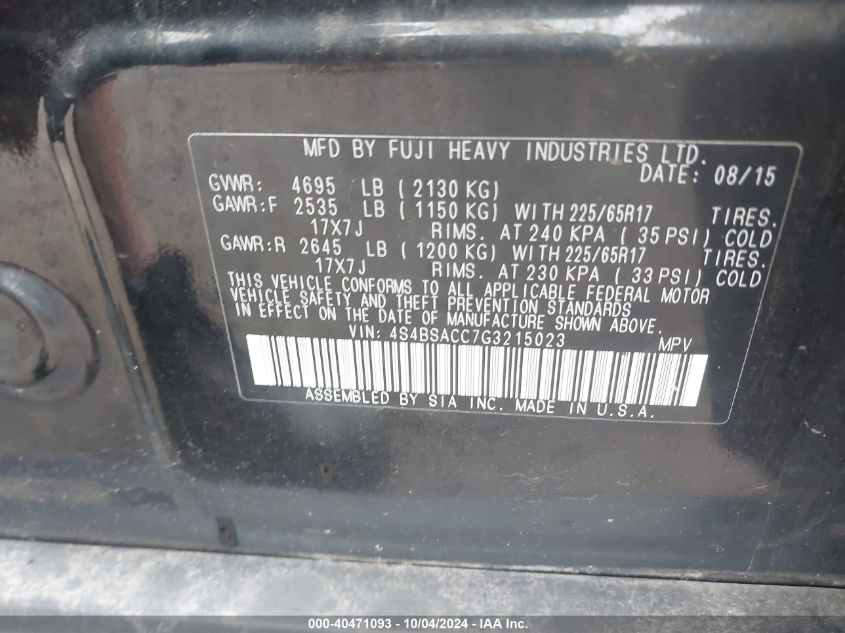 MFD BY FUJI HEAVY INDUSTRIES LTD.
DATE: 08/15
GVWR: 4695 LB ( 2130 KG)
GAWR:F 2535 LB ( 1150 KG) WITH 225/65R17 TIRES.
17X7J RIMS. AT 240 KPA ( 35 PSI) COLD
GAWR:R 2645 LB ( 1200 KG) WITH 225/65R17 TIRES.
17X7J RIMS. AT 230 KPA ( 33 PSI) COLD
THIS VEHICLE CONFORMS TO ALL APPLICABLE FEDERAL MOTOR
VEHICLE SAFETY AND THEFT PREVENTION STANDARDS
IN EFFECT ON THE DATE OF MANUFACTURE SHOWN ABOVE.
VIN: 4S4BSACC7G3215023 MPV
ASSEMBLED BY SIA INC. MADE IN U.S.A.
000-40471093 - 10/04/2024 - IAA Inc.